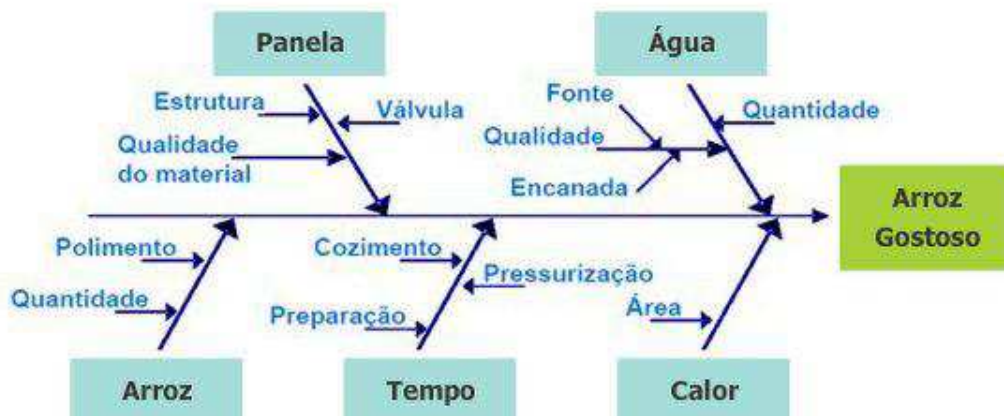 Panela
Água
Estrutura
Válvula
Qualidade
do material
Fonte
Quantidade
Qualidade
Encanada
Arroz
Gostoso
Polimento
Quantidade
Cozimento
Pressurização
Preparação
Área
Arroz
Tempo
Calor